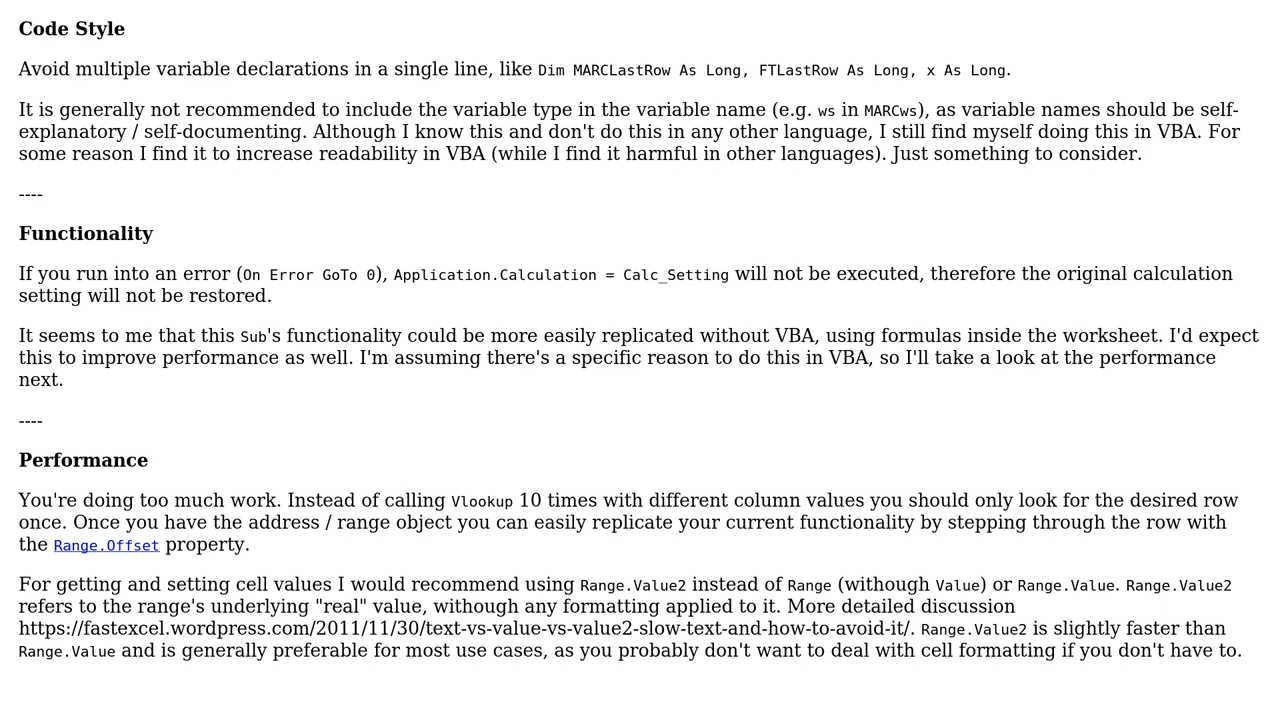 Code Style
Avoid multiple variable declarations in a single line, like Dim MARCLastRow As Long, FTLastRow As Long, x As Long.
It is generally not recommended to include the variable type in the variable name (e.g. ws in MARCws), as variable names should be self-
explanatory / self-documenting. Although I know this and don't do this in any other language, I still find myself doing this in VBA. For
some reason I find it to increase readability in VBA (while I find it harmful in other languages). Just something to consider.
----
Functionality
If you run into an error (On Error GoTo 0), Application.Calculation = Calc_Setting will not be executed, therefore the original calculation
setting will not be restored.
It seems to me that this Sub's functionality could be more easily replicated without VBA, using formulas inside the worksheet. I'd expect
this to improve performance as well. I'm assuming there's a specific reason to do this in VBA, so I'll take a look at the performance
next.
----
Performance
You're doing too much work. Instead of calling Vlookup 10 times with different column values you should only look for the desired row
once. Once you have the address / range object you can easily replicate your current functionality by stepping through the row with
the Range.Offset property.
For getting and setting cell values I would recommend using Range.Value2 instead of Range (withough Value) or Range.Value. Range.Value2
refers to the range's underlying "real" value, withough any formatting applied to it. More detailed discussion
https://fastexcel.wordpress.com/2011/11/30/text-vs-value-vs-value2-slow-text-and-how-to-avoid-it/. Range.Value2 is slightly faster than
Range.Value and is generally preferable for most use cases, as you probably don't want to deal with cell formatting if you don't have to.